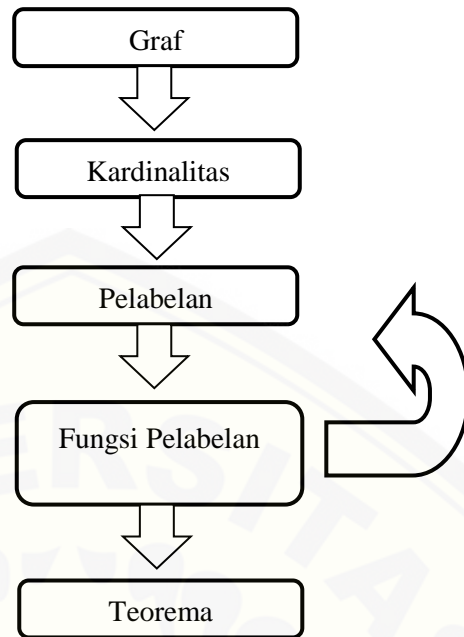 Graf
Kardinalitas
Pelabelan
Fungsi Pelabelan
Teorema